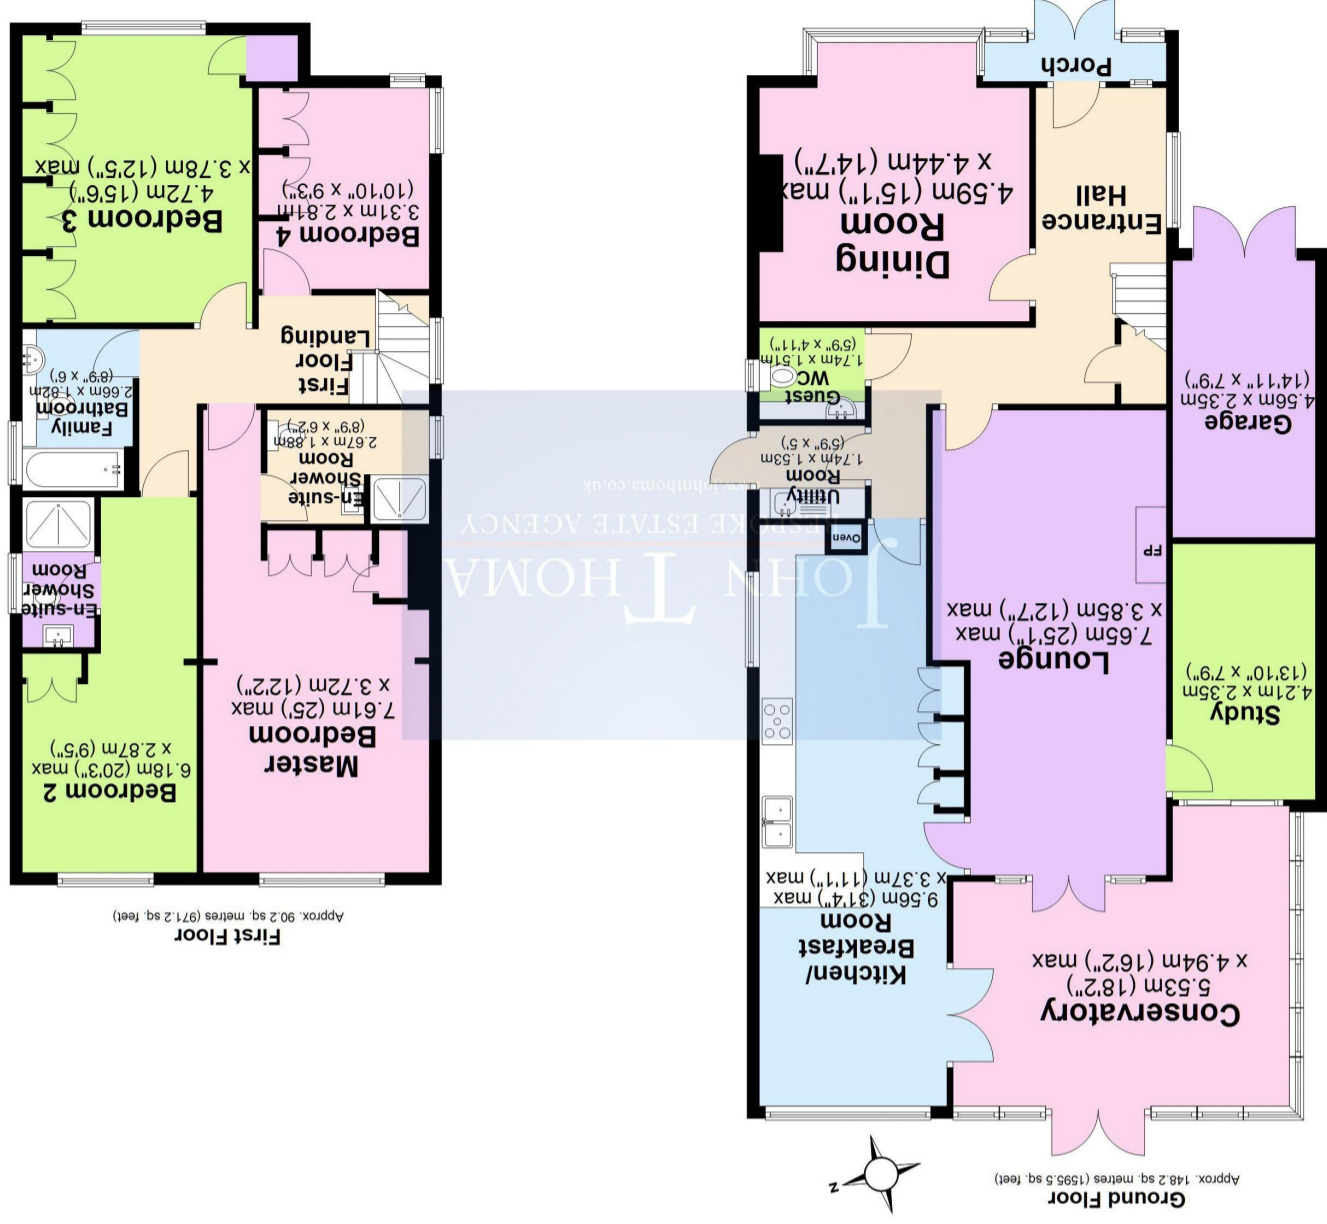 Ground Floor
Approx. 148.2 sq. metres (1595.5 sq. feet)
N
Conservatory
5.53m (18'2")
x 4.94m (16'2") max
Kitchen/
Breakfast
Room
9.56m (31'4") max
x 3.37m (11'1") max
Study
4.21m x 2.35m
(13'10" x 7'9")
Lounge
7.65m (25'1") max
x 3.85m (12'7") max
FP
Oven
Utility
Room
1.74m x 1.53m
(5'9" x 5')
Garage
4.56m x 2.35m
(14'11" x 7'9")
Guest
WC
1.74m x 1.51m
(5'9" x 4'11")
Dining
Room
4.59m (15'1") max
x 4.44m (14'7")
Entrance
Hall
Porch
First Floor
Approx. 90.2 sq. metres (971.2 sq. feet)
Bedroom 2
6.18m (20'3") max
x 2.87m (9'5")
Master
Bedroom
7.61m (25') max
x 3.72m (12'2")
En-suite
Shower
Room
En-suite
Shower
Room
2.67m x 1.88m
(8'9" x 6'2")
Family
Bathroom
2.66m x 1.82m
(8'9" x 6')
First
Floor
Landing
Bedroom 4
3.31m x 2.81m
(10'10" x 9'3")
Bedroom 3
4.72m (15'6")
x 3.78m (12'5") max
JOHN THOMA
BESPOKE ESTATE AGENCY
www.johnthoma.co.uk